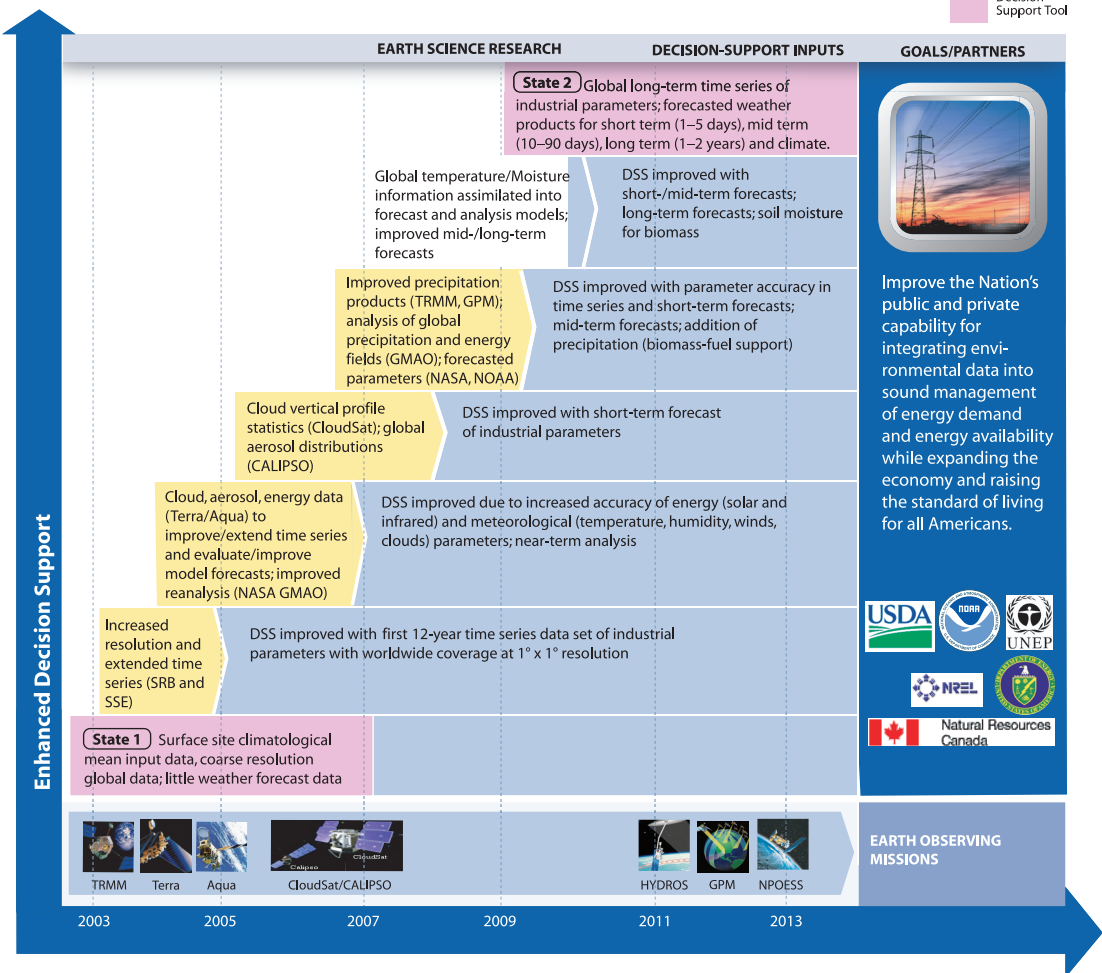 Support Tool
EARTH SCIENCE RESEARCH
DECISION-SUPPORT INPUTS
GOALS/PARTNERS
State 2 Global long-term time series of
industrial parameters; forecasted weather
products for short term (1–5 days), mid term
(10–90 days), long term (1–2 years) and climate.
Global temperature/Moisture
information assimilated into
forecast and analysis models;
improved mid-/long-term
forecasts
DSS improved with
short-/mid-term forecasts;
long-term forecasts; soil moisture
for biomass
Improved precipitation
products (TRMM, GPM);
analysis of global
precipitation and energy
fields (GMAO); forecasted
parameters (NASA, NOAA)
DSS improved with parameter accuracy in
time series and short-term forecasts;
mid-term forecasts; addition of
precipitation (biomass-fuel support)
Cloud vertical profile
statistics (CloudSat); global
aerosol distributions
(CALIPSO)
DSS improved with short-term forecast
of industrial parameters
Cloud, aerosol, energy data
(Terra/Aqua) to
improve/extend time series
and evaluate/improve
model forecasts; improved
reanalysis (NASA GMAO)
DSS improved due to increased accuracy of energy (solar and
infrared) and meteorological (temperature, humidity, winds,
clouds) parameters; near-term analysis
Increased
resolution and
extended time
series (SRB and
SSE)
DSS improved with first 12-year time series data set of industrial
parameters with worldwide coverage at 1° x 1° resolution
State 1 Surface site climatological
mean input data, coarse resolution
global data; little weather forecast data
Improve the Nation's
public and private
capability for
integrating envi-
ronmental data into
sound management
of energy demand
and energy availability
while expanding the
economy and raising
the standard of living
for all Americans.
USDA
NOAA
UNEP
NREL
Natural Resources
Canada
Enhanced Decision Support
Calipso
CloudSat
TRMM
Terra
Aqua
CloudSat/CALIPSO
HYDROS
GPM
NPOESS
EARTH OBSERVING
MISSIONS
2003
2005
2007
2009
2011
2013